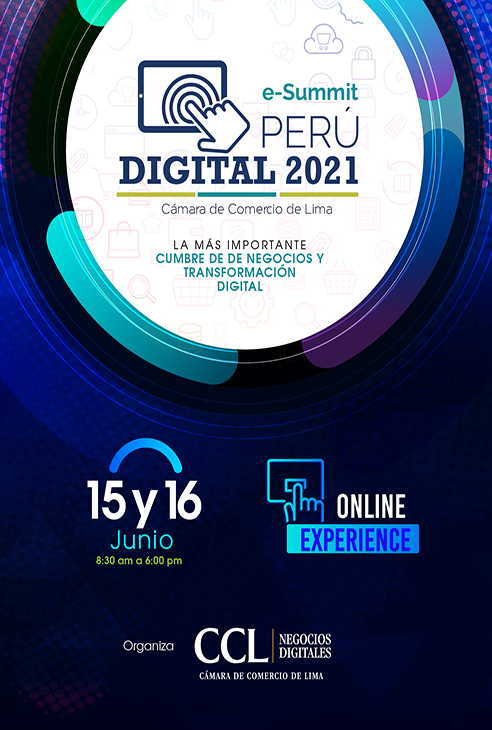 e-Summit
PERÚ
DIGITAL 2021
Cámara de Comercio de Lima
LA MÁS IMPORTANTE
CUMBRE DE DE NEGOCIOS Y
TRANSFORMACIÓN
DIGITAL
15 y 16
Junio
8:30 am a 6:00 pm
ONLINE
EXPERIENCE
Organiza
CCL
NEGOCIOS
DIGITALES
CÁMARA DE COMERCIO DE LIMA